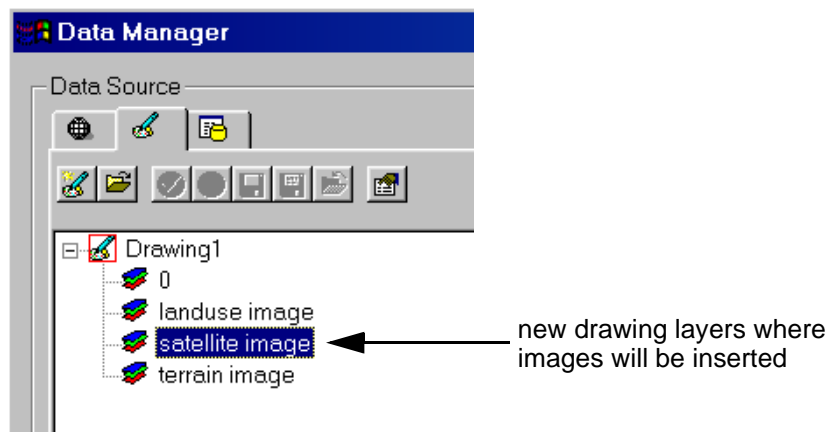 Data Manager
Data Source
Drawing1
0
landuse image
satellite image
terrain image
new drawing layers where
images will be inserted